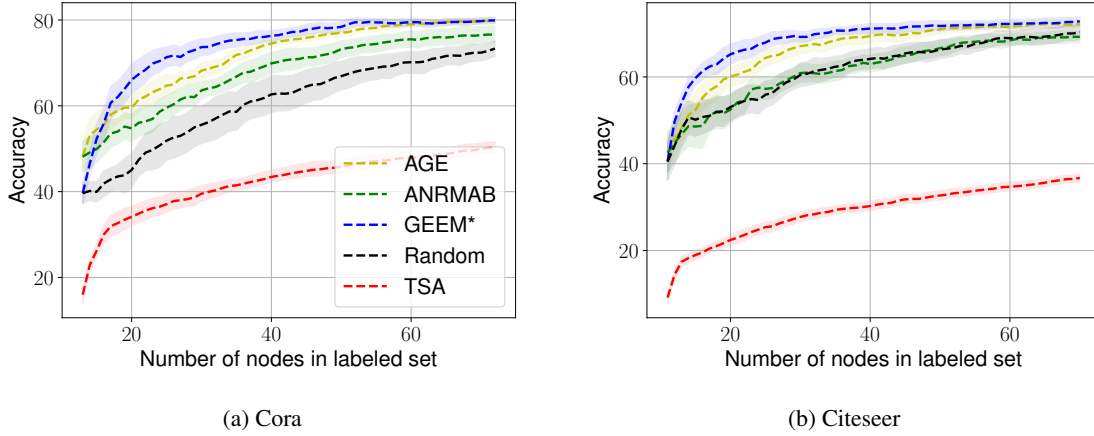 80
60
40
20
Accuracy
20
40
60
Number of nodes in labeled set
AGE
ANRMAB
GEEM*
Random
TSA
(a) Cora
60
40
20
Accuracy
20
40
60
Number of nodes in labeled set
(b) Citeseer